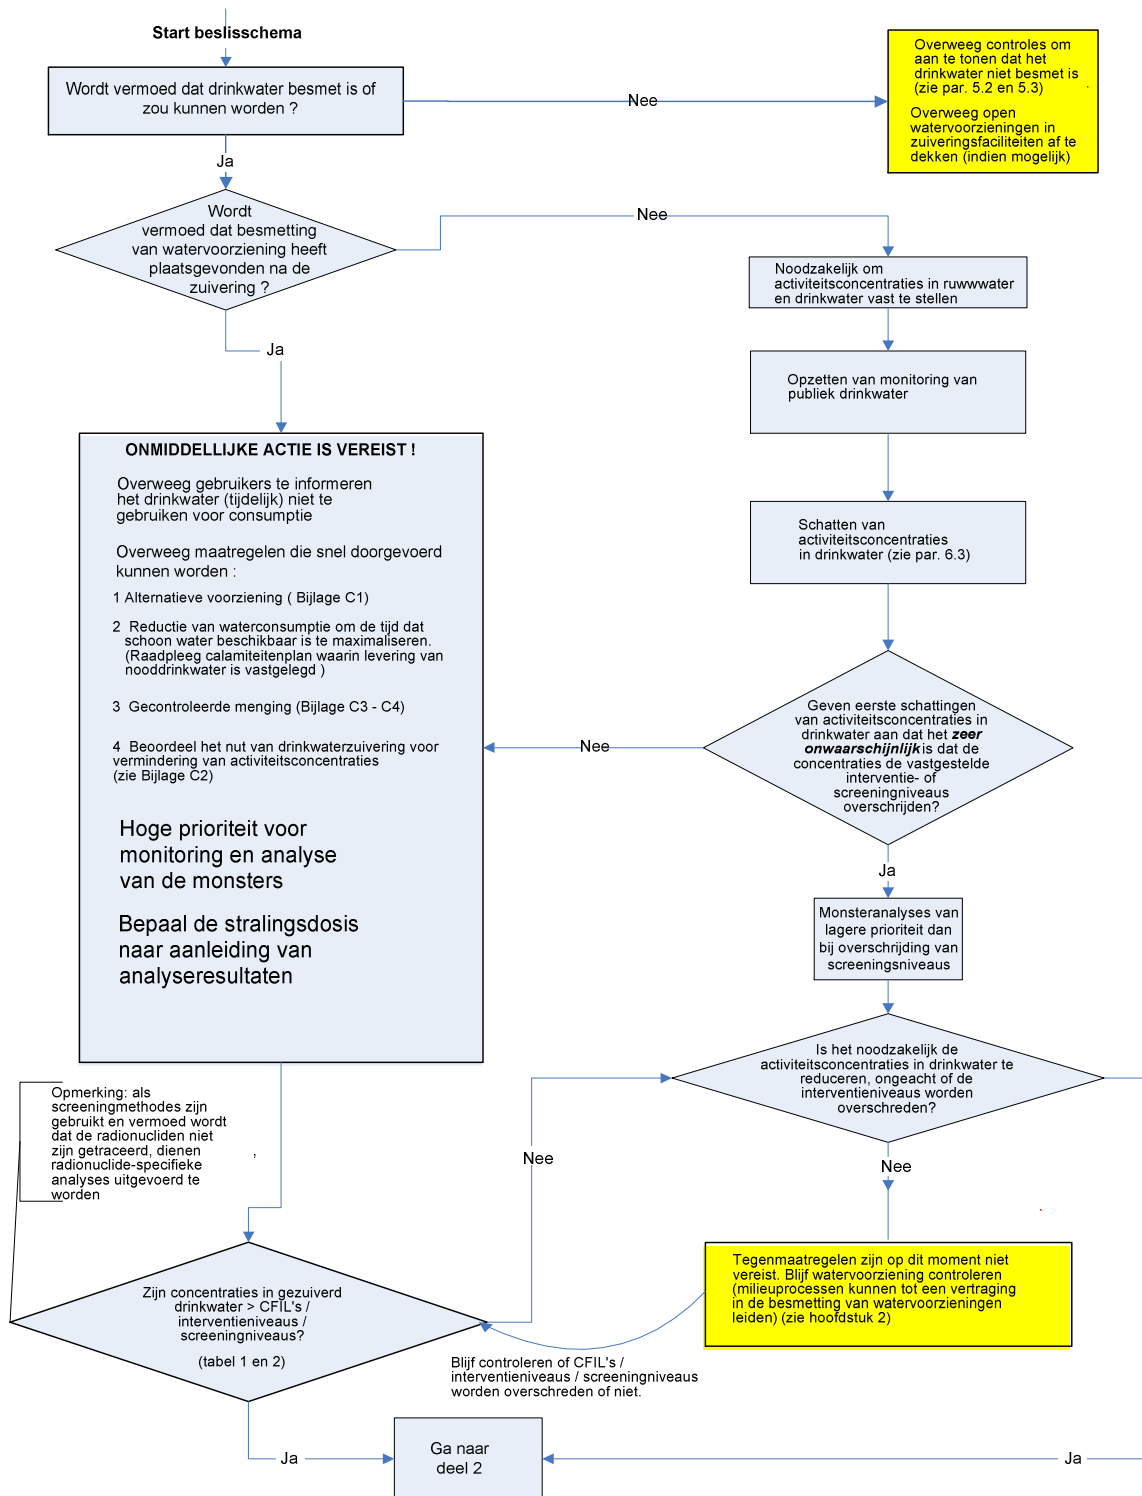 Start beslisschema
Wordt vermoed dat drinkwater besmet is of
zou kunnen worden ?
Nee
Overweeg controles om
aan te tonen dat het
drinkwater niet besmet is
(zie par. 5.2 en 5.3)
Overweeg open
watervoorzieningen in
zuiveringsfaciliteiten af te
dekken (indien mogelijk)
Ja
Wordt
vermoed dat besmetting
van watervoorziening heeft
plaatsgevonden na de
zuivering ?
Nee
Noodzakelijk om
activiteitsconcentraties in ruwwwater
en drinkwater vast te stellen
Ja
Opzetten van monitoring van
publiek drinkwater
ONMIDDELLIJKE ACTIE IS VEREIST !
Overweeg gebruikers te informeren
het drinkwater (tijdelijk) niet te
gebruiken voor consumptie
Overweeg maatregelen die snel doorgevoerd
kunnen worden :
1 Alternatieve voorziening ( Bijlage C1)
2 Reductie van waterconsumptie om de tijd dat
schoon water beschikbaar is te maximaliseren.
(Raadpleeg calamiteitenplan waarin levering van
nooddrinkwater is vastgelegd )
3 Gecontroleerde menging (Bijlage C3 - C4)
4 Beoordeel het nut van drinkwaterzuivering voor
vermindering van activiteitsconcentraties
(zie Bijlage C2)
Hoge prioriteit voor
monitoring en analyse
van de monsters
Bepaal de stralingsdosis
naar aanleiding van
analyseresultaten
Schatten van
activiteitsconcentraties
in drinkwater (zie par. 6.3)
Geven eerste schattingen
van activiteitsconcentraties in
drinkwater aan dat het zeer
onwaarschijnlijk is dat de
concentraties de vastgestelde
interventie- of
screeningniveaus
overschrijden?
Nee
Ja
Monsteranalyses van
lagere prioriteit dan
bij overschrijding van
screeningsniveaus
Is het noodzakelijk de
activiteitsconcentraties in drinkwater te
reduceren, ongeacht of de
interventieniveaus worden
overschreden?
Opmerking: als
screeningmethodes zijn
gebruikt en vermoed wordt
dat de radionucliden niet
zijn getraceerd, dienen
radionuclide-specifieke
analyses uitgevoerd te
worden
,
Nee
Nee
Tegenmaatregelen zijn op dit moment niet
vereist. Blijf watervoorziening controleren
(milieuprocessen kunnen tot een vertraging
in de besmetting van watervoorzieningen
leiden) (zie hoofdstuk 2)
Zijn concentraties in gezuiverd
drinkwater > CFIL's /
interventieniveaus /
screeningniveaus?
(tabel 1 en 2)
Blijf controleren of CFIL's /
interventieniveaus / screeningniveaus
worden overschreden of niet.
Ja
Ga naar
deel 2
Ja